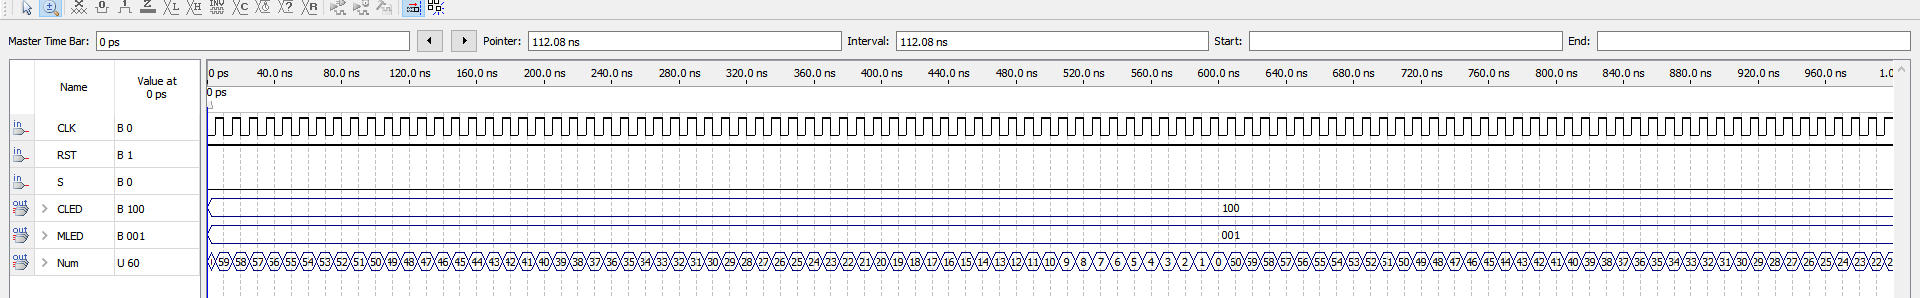 Master Time Bar: 0 ps Pointer: 112.08 ns Interval: 112.08 ns Start: End:
Name Value at 0 ps
0 ps 40.0 ns 80.0 ns 120.0 ns 160.0 ns 200.0 ns 240.0 ns 280.0 ns 320.0 ns 360.0 ns 400.0 ns 440.0 ns 480.0 ns 520.0 ns 560.0 ns 600.0 ns 640.0 ns 680.0 ns 720.0 ns 760.0 ns 800.0 ns 840.0 ns 880.0 ns 920.0 ns 960.0 ns 1.0
0 ps
in CLK B 0
in RST B 1
in S B 0
out CLED B 100 100
out MLED B 001 001
out Num U 60 59 58 57 56 55 54 53 52 51 50 49 48 47 46 45 44 43 42 41 40 39 38 37 36 35 34 33 32 31 30 29 28 27 26 25 24 23 22 21 20 19 18 17 16 15 14 13 12 11 10 9 8 7 6 5 4 3 2 1 0 60 59 58 57 56 55 54 53 52 51 50 49 48 47 46 45 44 43 42 41 40 39 38 37 36 35 34 33 32 31 30 29 28 27 26 25 24 23 22 2